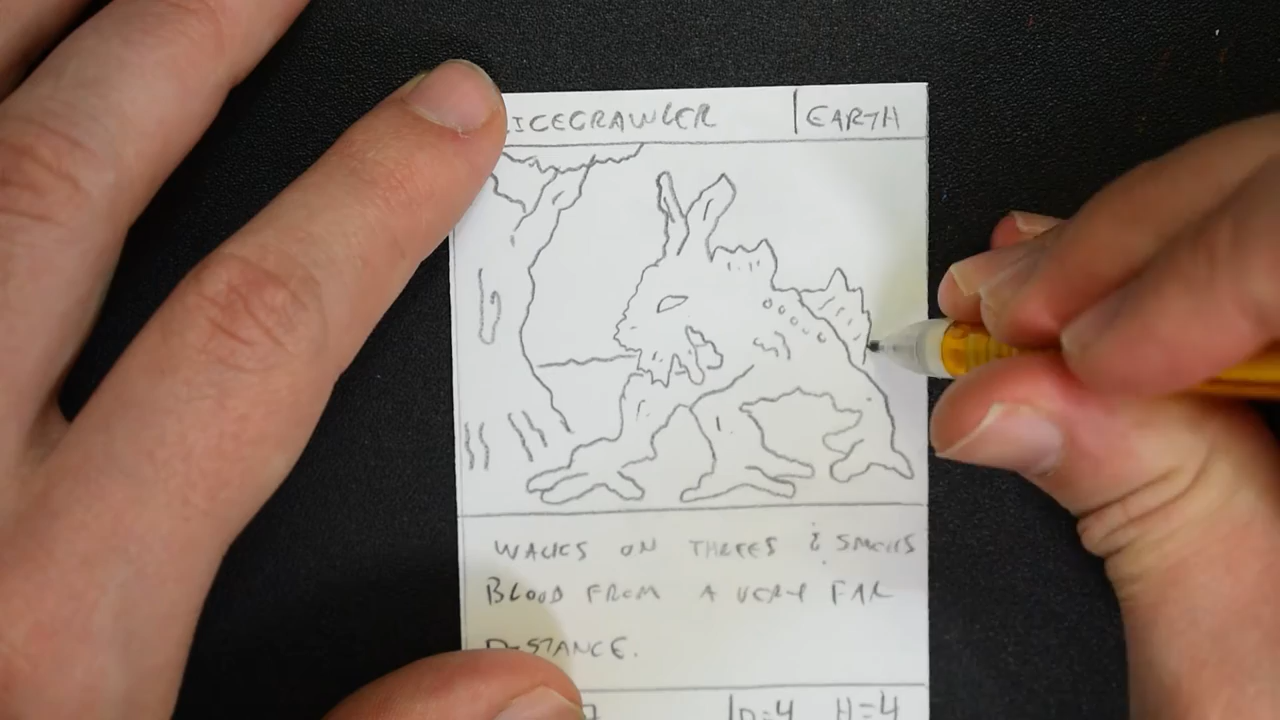 ICECRAWLER EARTH
WALKS ON THREES & SMELLS
BLOOD FROM A VERY FAR
DISTANCE.
D=4 H=4